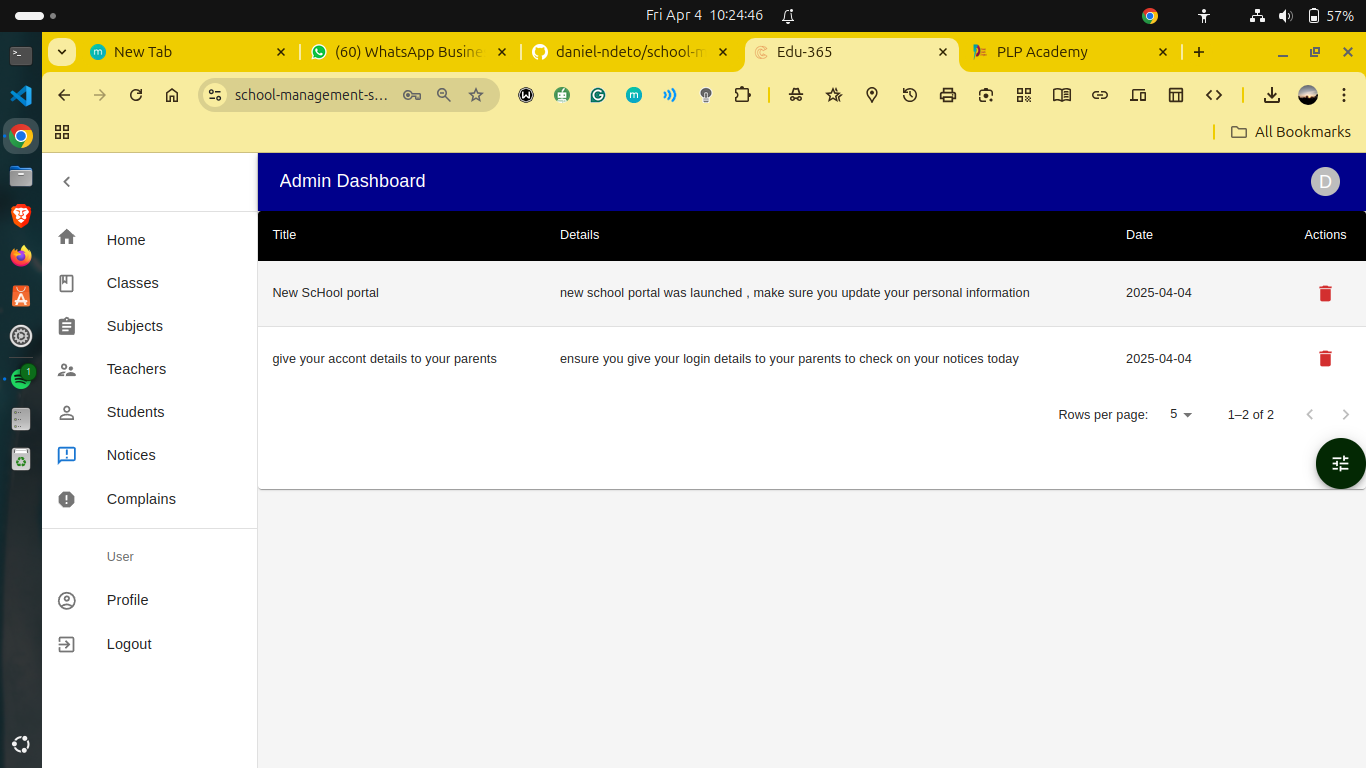 Fri Apr 4 10:24:46
57%
New Tab
(60) WhatsApp Busine
daniel-ndeto/school-m
Edu-365
PLP Academy
school-management-s...
All Bookmarks
Admin Dashboard
D
Home
Classes
Subjects
Teachers
Students
Notices
Complains
User
Profile
Logout
Title Details Date Actions
New ScHool portal new school portal was launched , make sure you update your personal information 2025-04-04
give your accont details to your parents ensure you give your login details to your parents to check on your notices today 2025-04-04
Rows per page: 5 1–2 of 2
1